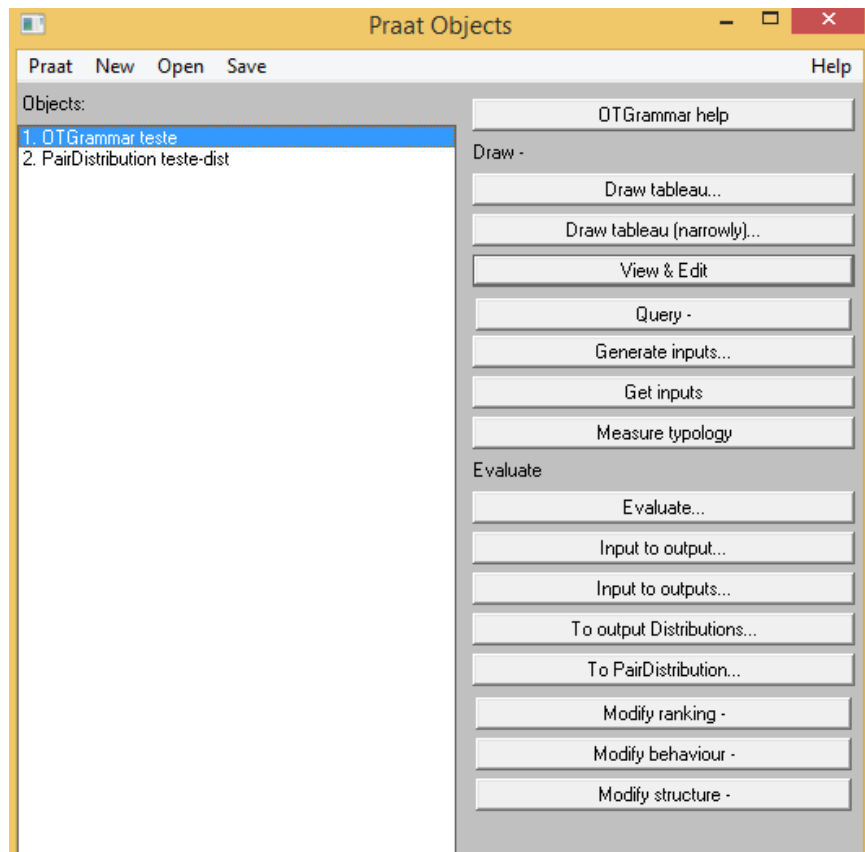 Praat Objects
Praat New Open Save Help
Objects:
1. OTGrammar teste
2. PairDistribution teste-dist
OTGrammar help
Draw -
Draw tableau...
Draw tableau (narrowly)...
View & Edit
Query -
Generate inputs...
Get inputs
Measure typology
Evaluate
Evaluate...
Input to output...
Input to outputs...
To output Distributions...
To PairDistribution...
Modify ranking -
Modify behaviour -
Modify structure -